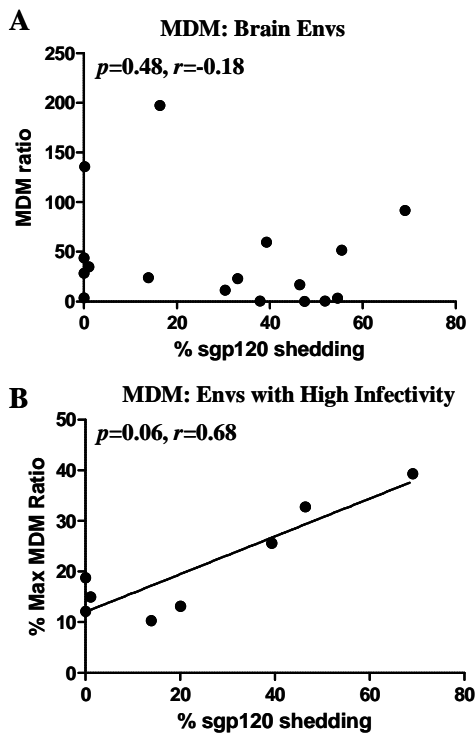 A
MDM: Brain Envs
p=0.48, r=-0.18
250
200
150
100
50
0
MDM ratio
0 20 40 60 80
% sgp120 shedding
B
MDM: Envs with High Infectivity
p=0.06, r=0.68
50
40
30
20
10
0
% Max MDM Ratio
0 20 40 60 80
% sgp120 shedding